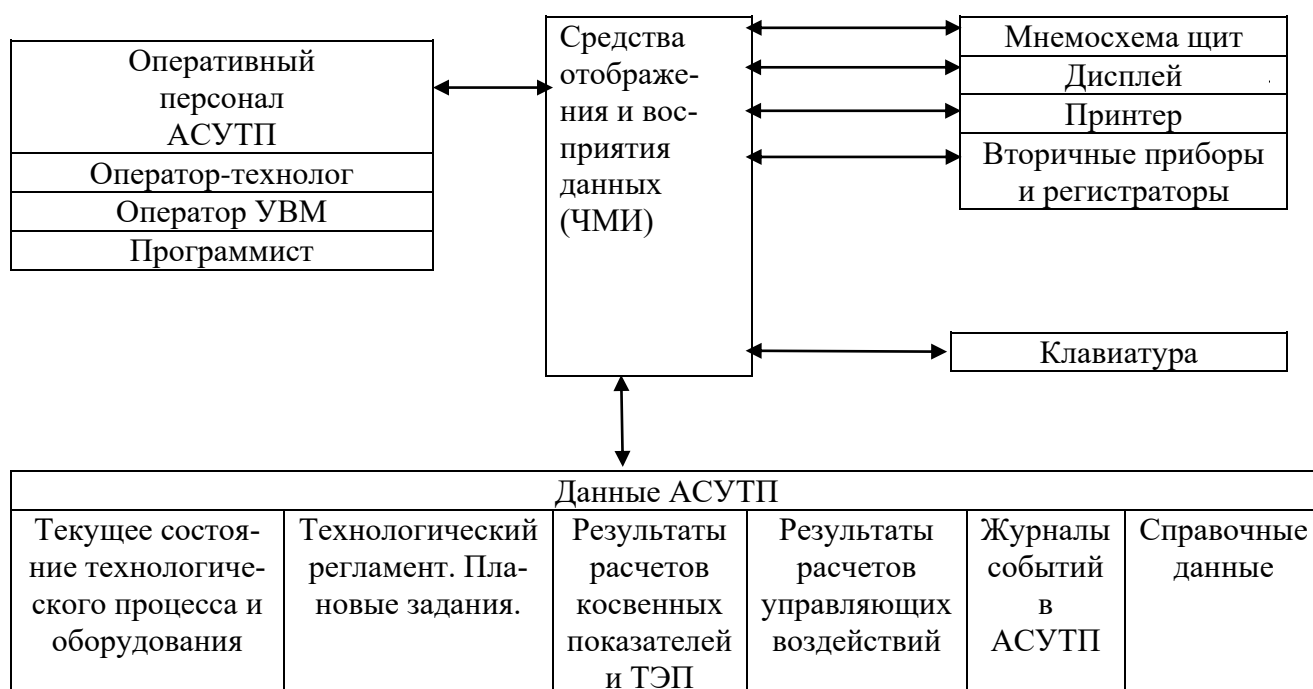 Оперативный
персонал
АСУТП
Оператор-технолог
Оператор УВМ
Программист
Средства
отображе-
ния и вос-
приятия
данных
(ЧМИ)
Мнемосхема щит
Дисплей
Принтер
Вторичные приборы
и регистраторы
Клавиатура
Данные АСУТП
Текущее состоя-
ние технологиче-
ского процесса и
оборудования
Технологический
регламент. Пла-
новые задания.
Результаты
расчетов
косвенных
показателей
и ТЭП
Результаты
расчетов
управляющих
воздействий
Журналы
событий
в
АСУТП
Справочные
данные